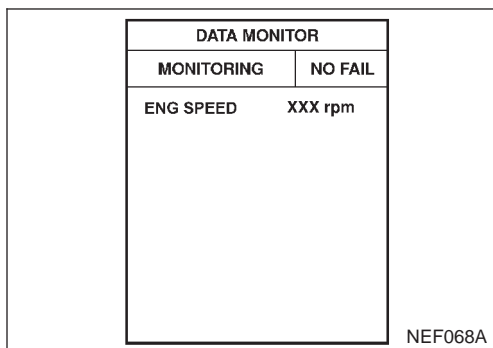 DATA MONITOR
MONITORING NO FAIL
ENG SPEED XXX rpm
NEF068A